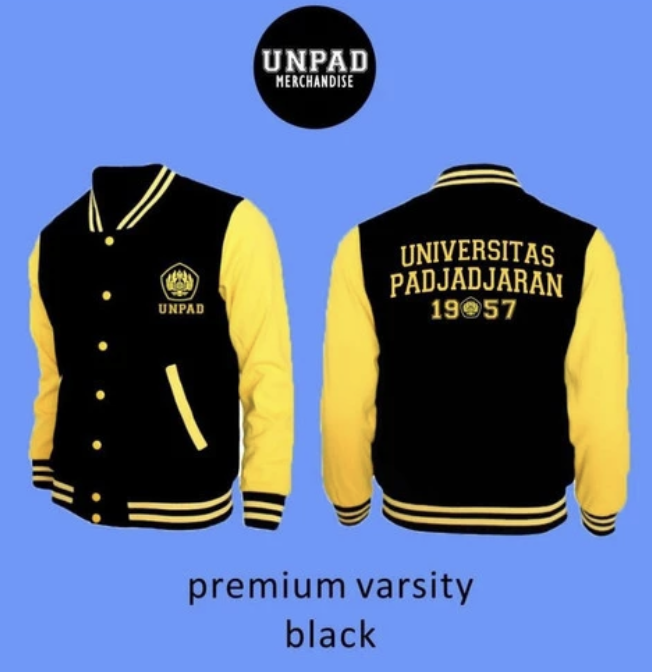 UNPAD
MERCHANDISE
UNPAD
UNIVERSITAS
PADJADJARAN
19 57
premium varsity
black